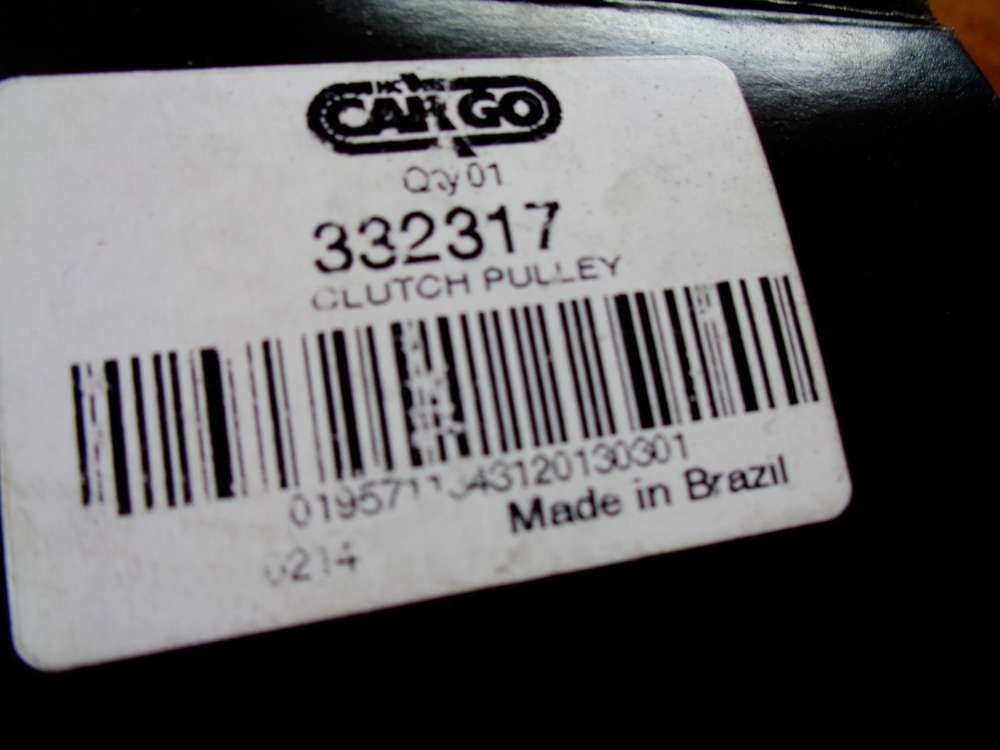 CARGO
Qty 01
332317
CLUTCH PULLEY
Made in Brazil